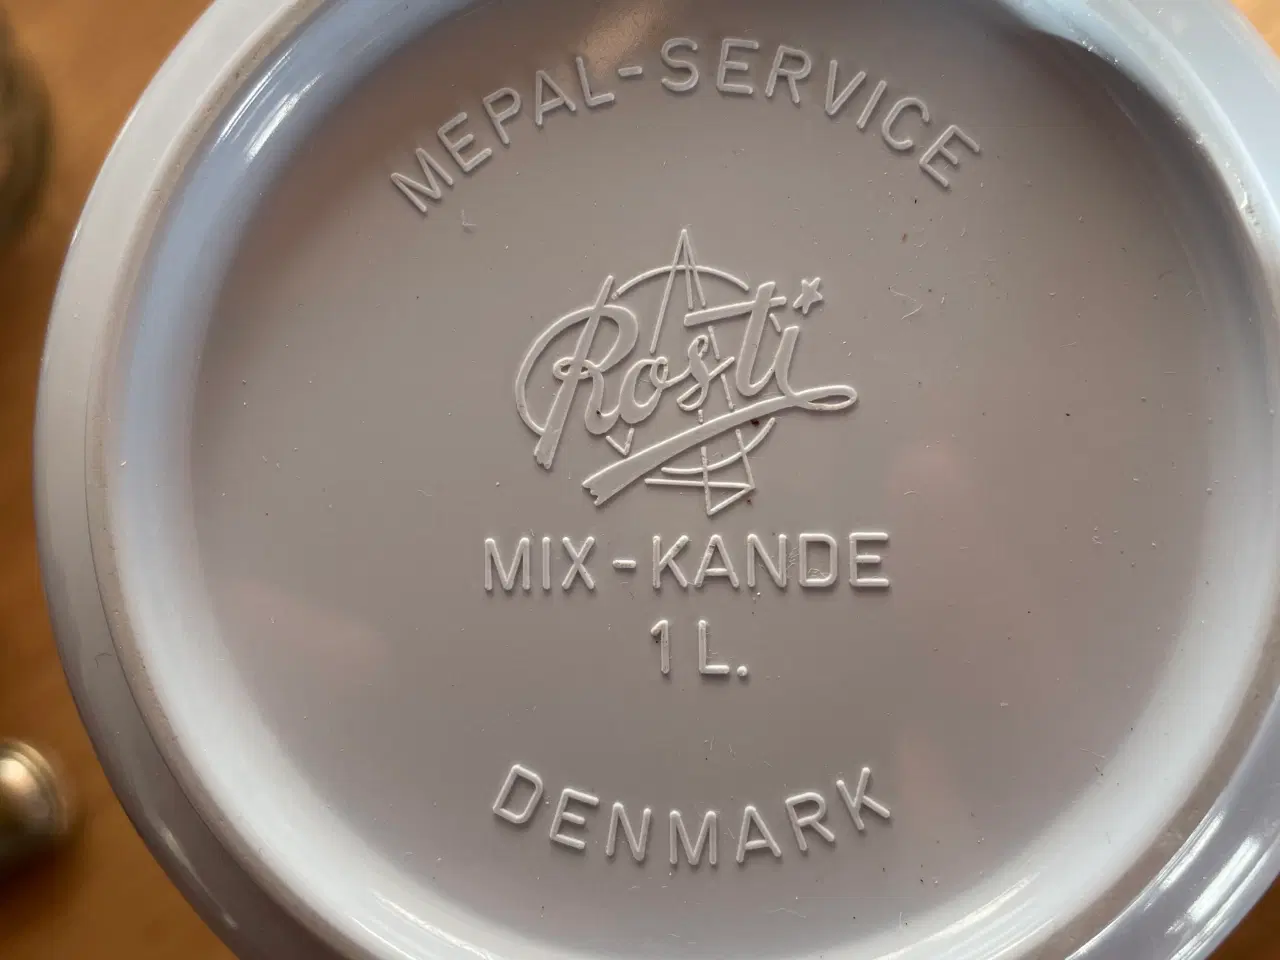 MEPAL-SERVICE
Rosti
MIX-KANDE
1 L.
DENMARK